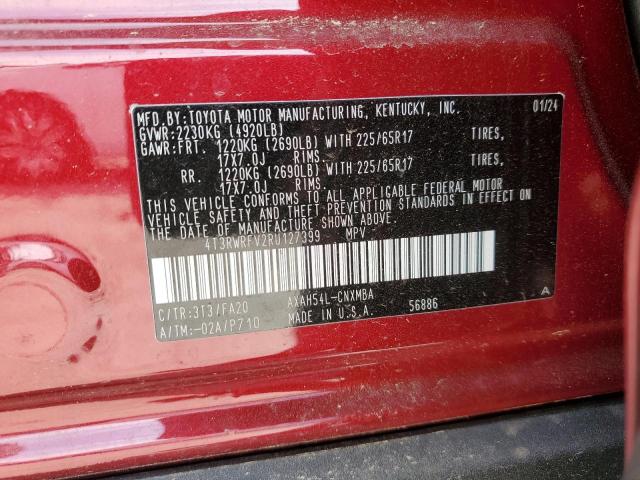 MFD.BY:TOYOTA MOTOR MANUFACTURING, KENTUCKY, INC. 01/24
GVWR:2230KG (4920LB)
GAWR:FRT. 1220KG (2690LB) WITH 225/65R17 TIRES,
17X7.0J RIMS.
RR. 1220KG (2690LB) WITH 225/65R17 TIRES,
17X7.0J RIMS.
THIS VEHICLE CONFORMS TO ALL APPLICABLE FEDERAL MOTOR
VEHICLE SAFETY AND THEFT PREVENTION STANDARDS IN EFFECT ON
THE DATE OF MANUFACTURE SHOWN ABOVE.
4T3RWRFV2RU127399 MPV
C/TR:3T3/FA20 AXAH54L-CNXMBA 56886 A
A/TM:-02A/P710 MADE IN U.S.A.